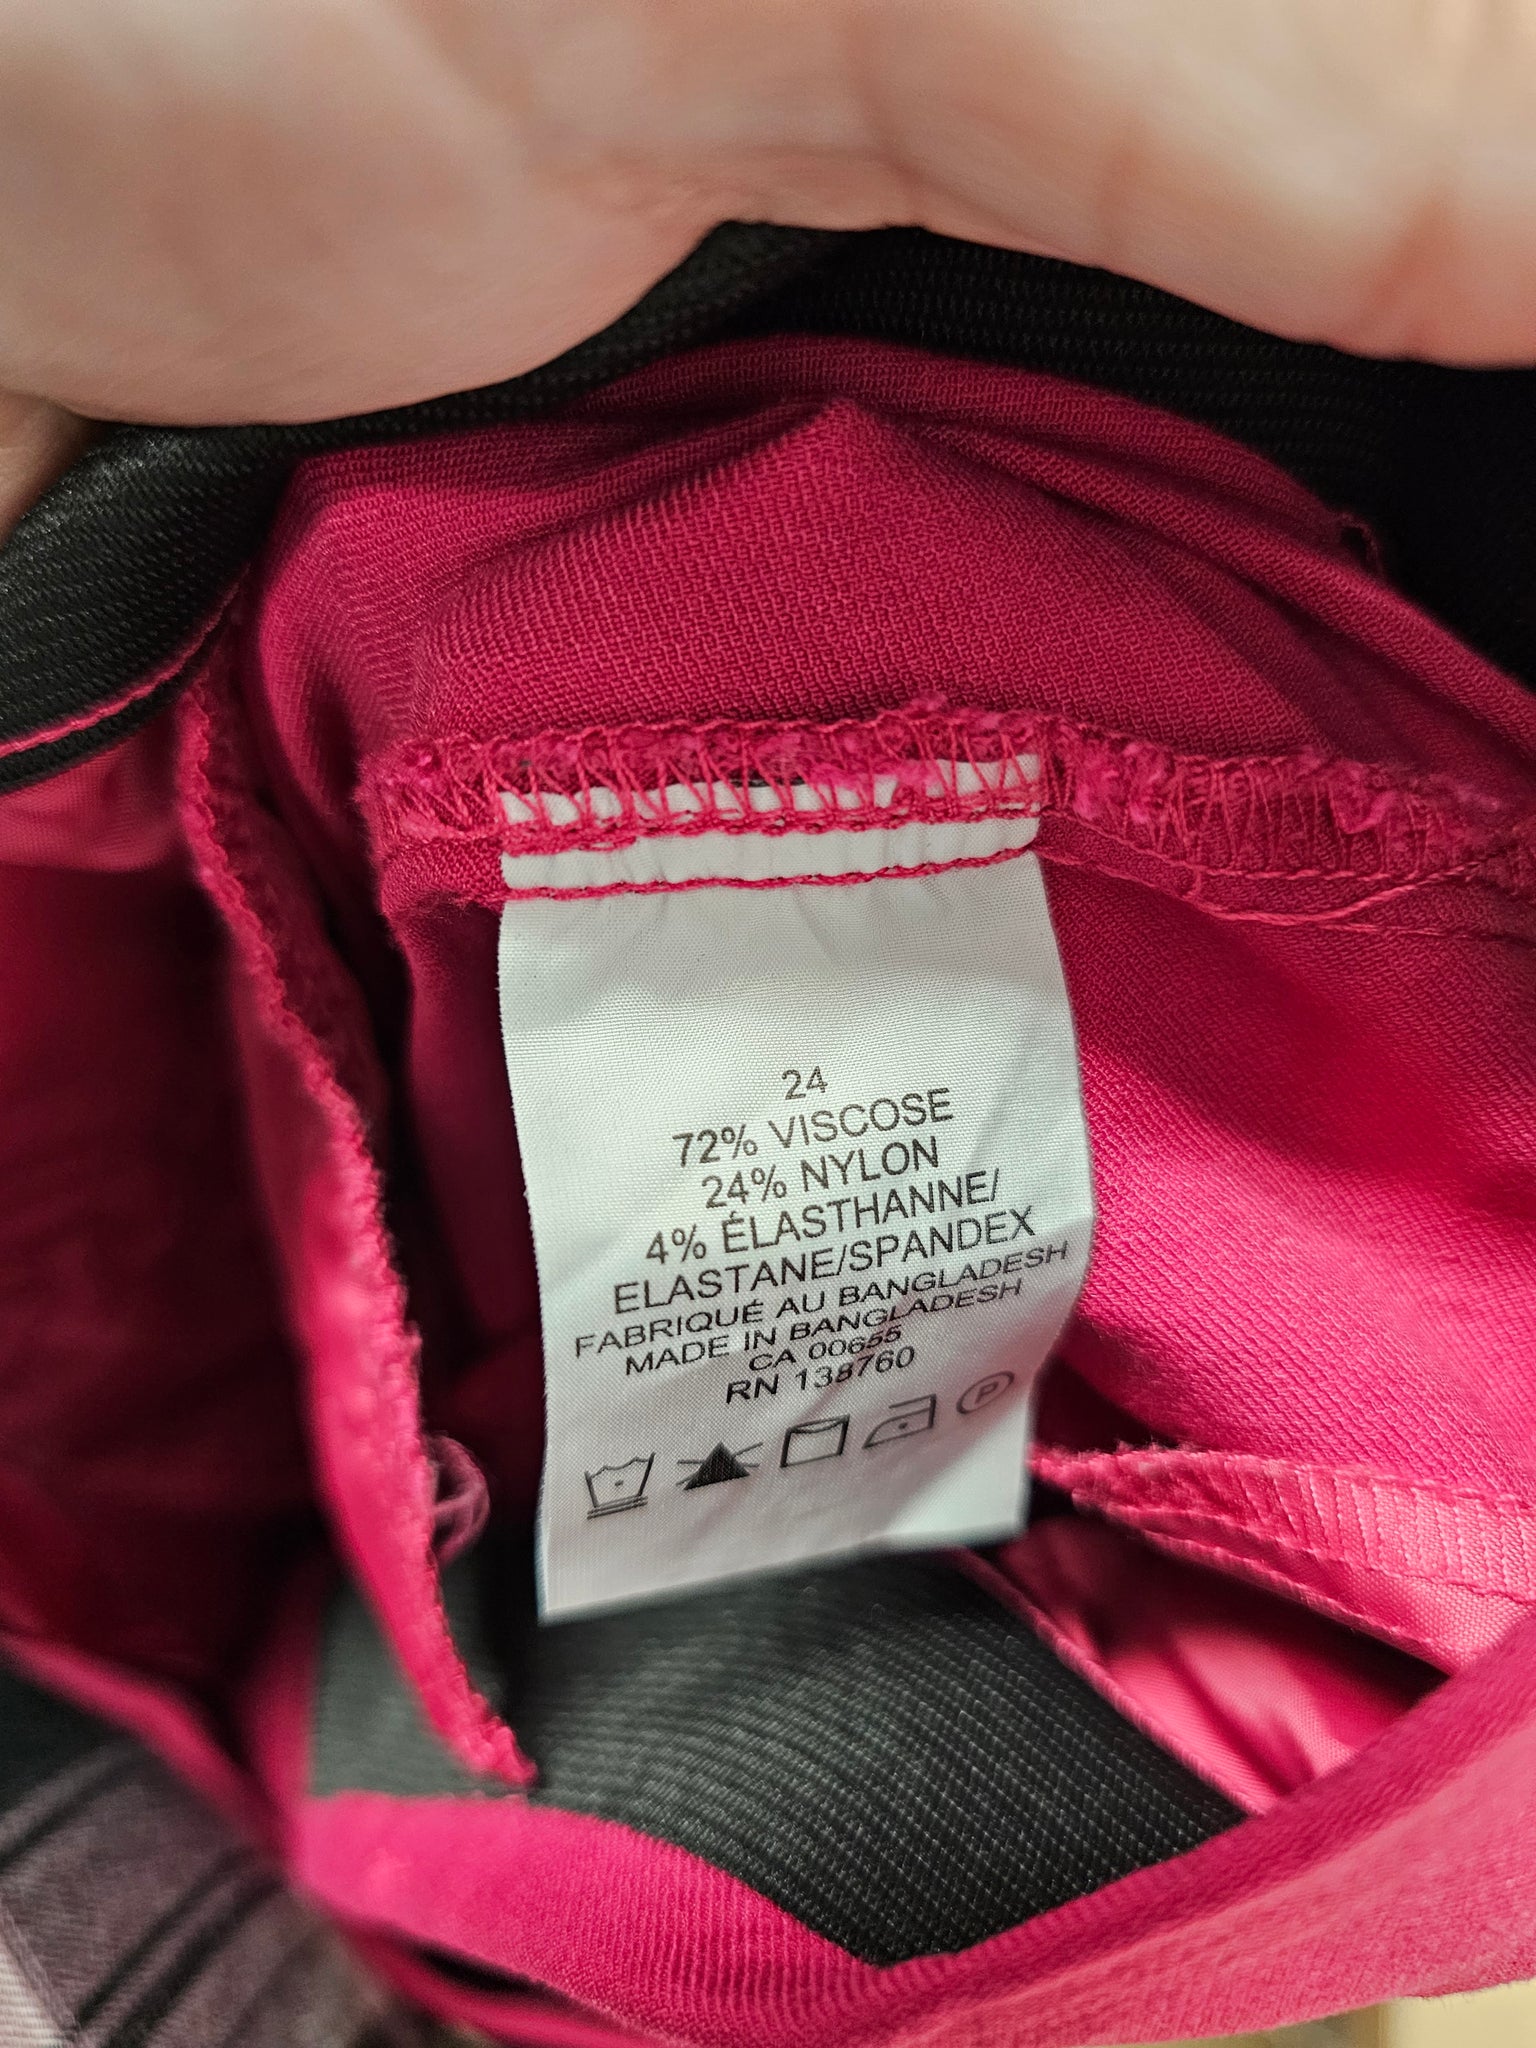 24
72% VISCOSE
24% NYLON
4% ÉLASTHANNE/
ELASTANE/SPANDEX
FABRIQUÉ AU BANGLADESH
MADE IN BANGLADESH
CA 00655
RN 138760
P